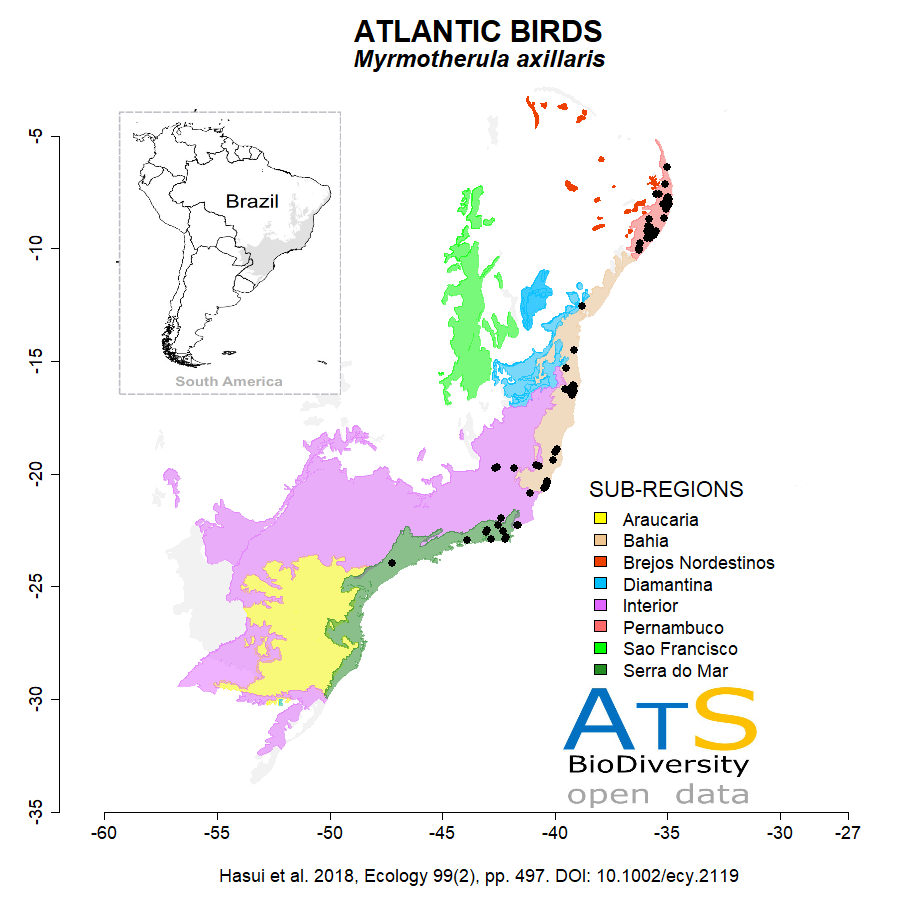 ATLANTIC BIRDS
Myrmotherula axillaris
Brazil
South America
-5
-10
-15
-20
-25
-30
-35
SUB-REGIONS
Araucaria
Bahia
Brejos Nordestinos
Diamantina
Interior
Pernambuco
Sao Francisco
Serra do Mar
ATS
BioDiversity
open data
-60 -55 -50 -45 -40 -35 -30 -27
Hasui et al. 2018, Ecology 99(2), pp. 497. DOI: 10.1002/ecy.2119